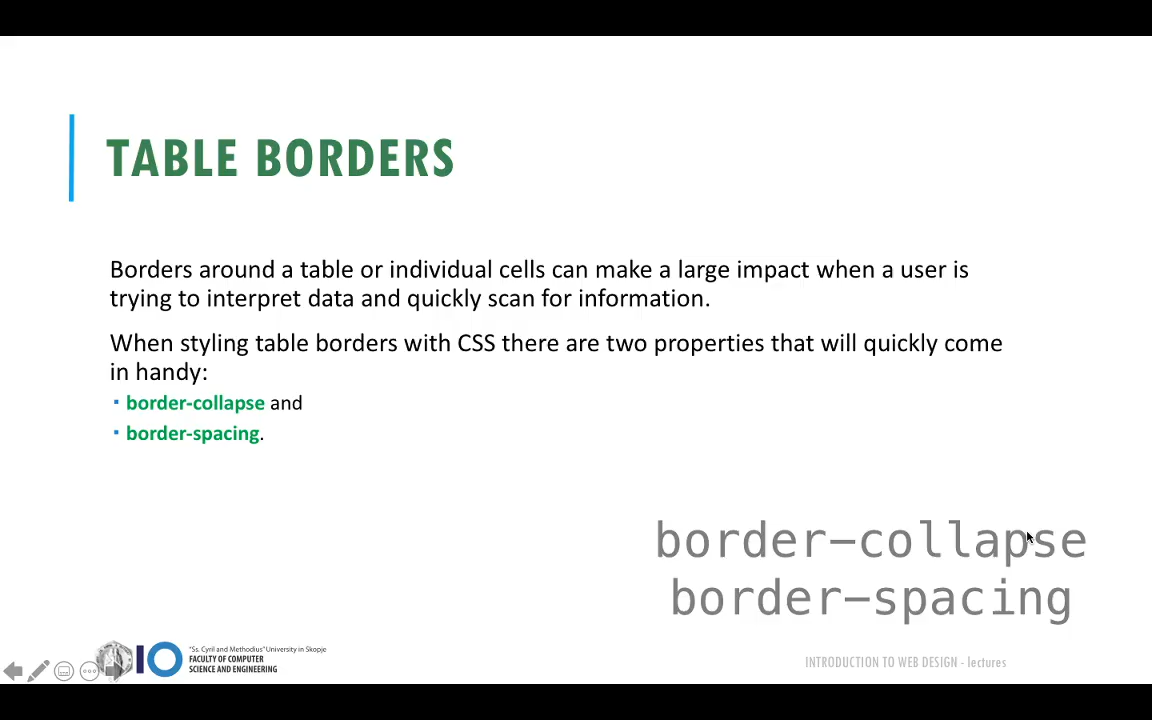 TABLE BORDERS
Borders around a table or individual cells can make a large impact when a user is
trying to interpret data and quickly scan for information.
When styling table borders with CSS there are two properties that will quickly come
in handy:
▪ border-collapse and
▪ border-spacing.
border-collapse
border-spacing
"Ss. Cyril and Methodius" University in Skopje
FACULTY OF COMPUTER
SCIENCE AND ENGINEERING
INTRODUCTION TO WEB DESIGN - lectures